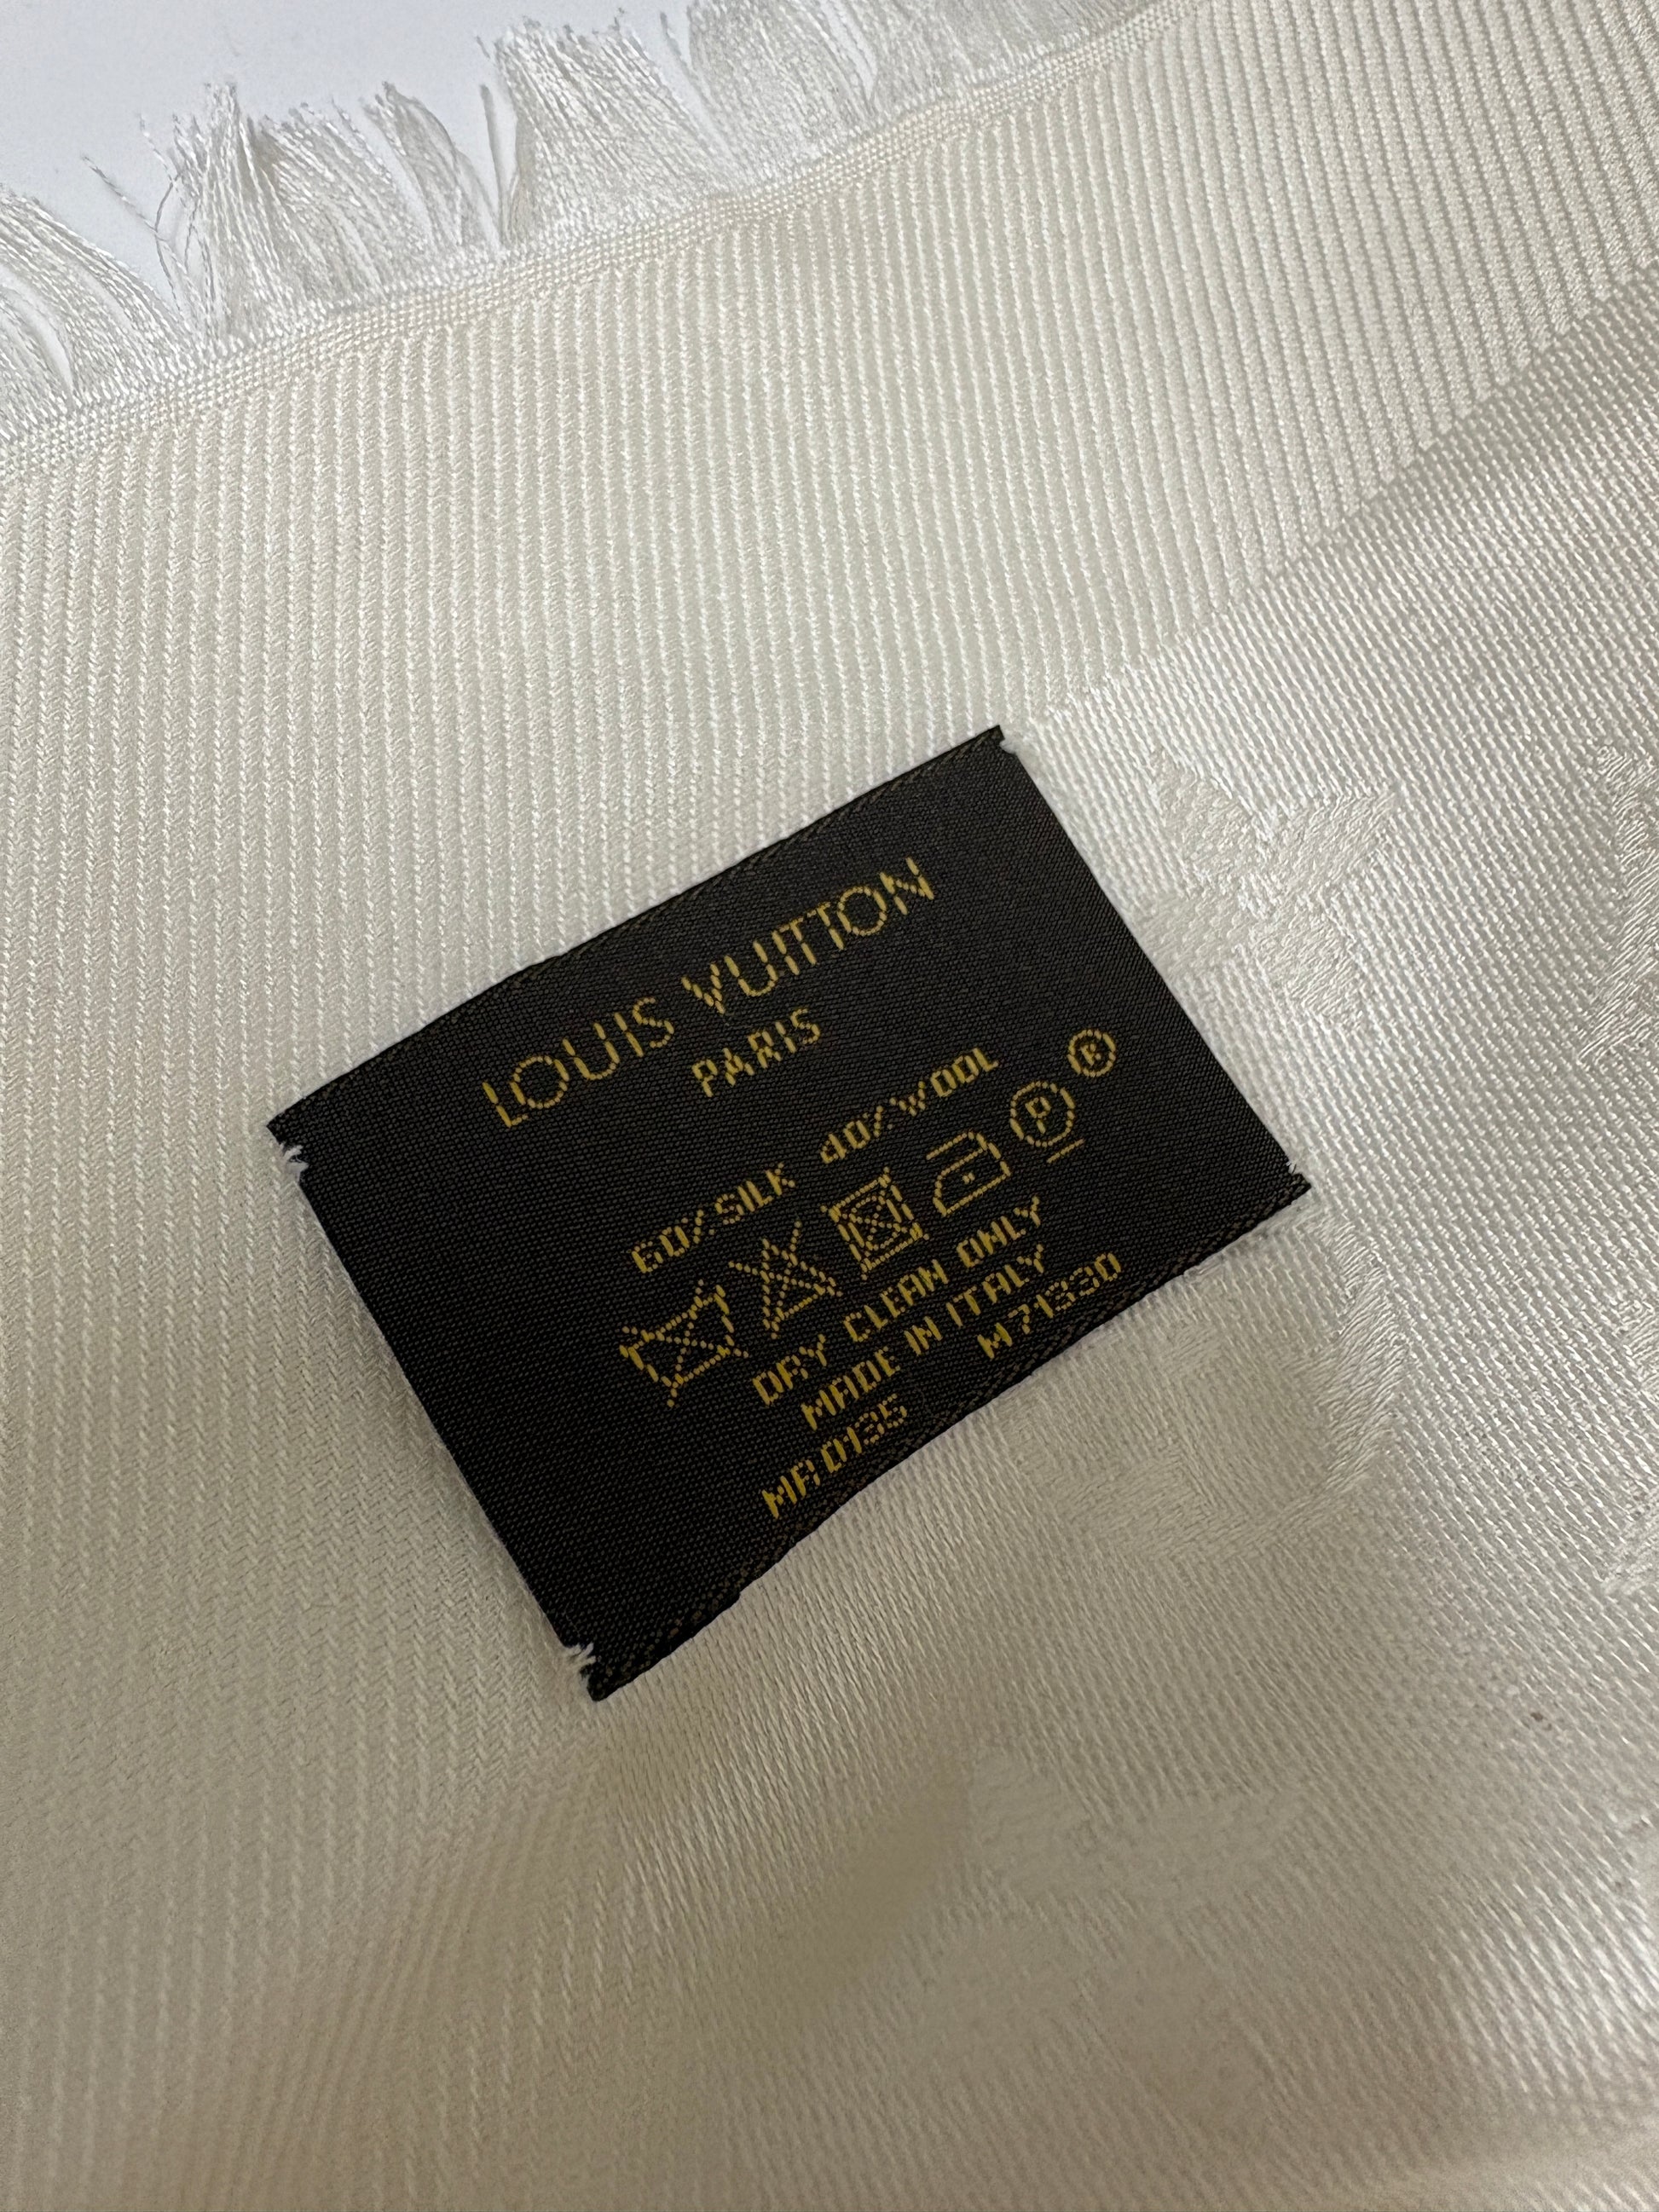 LOUIS VUITTON
PARIS
60% SILK 40% WOOL
P ®
DRY CLEAN ONLY
MADE IN ITALY
M71330
MR0135